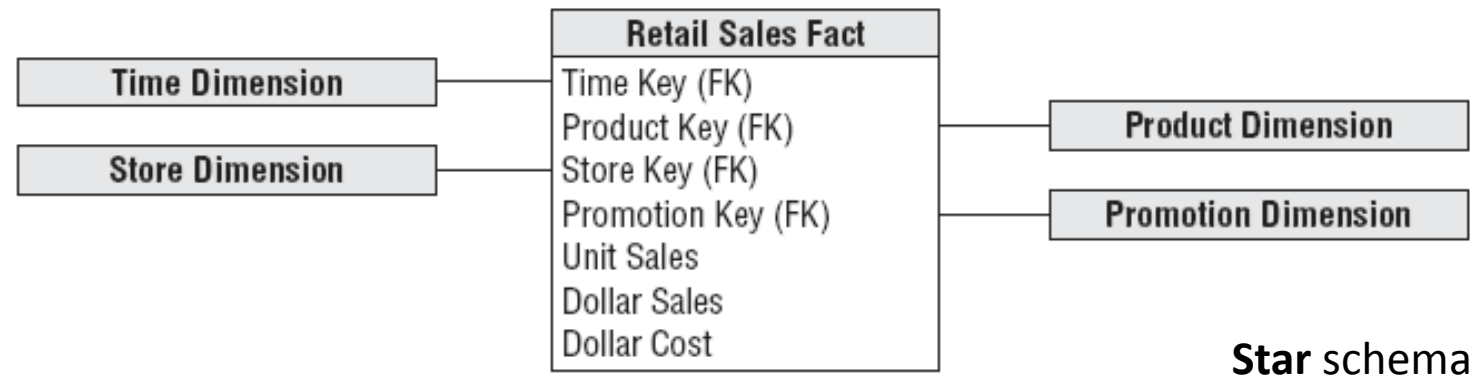 Retail Sales Fact
Time Dimension
Time Key (FK)
Product Key (FK)
Product Dimension
Store Dimension
Store Key (FK)
Promotion Key (FK)
Promotion Dimension
Unit Sales
Dollar Sales
Dollar Cost
Star schema